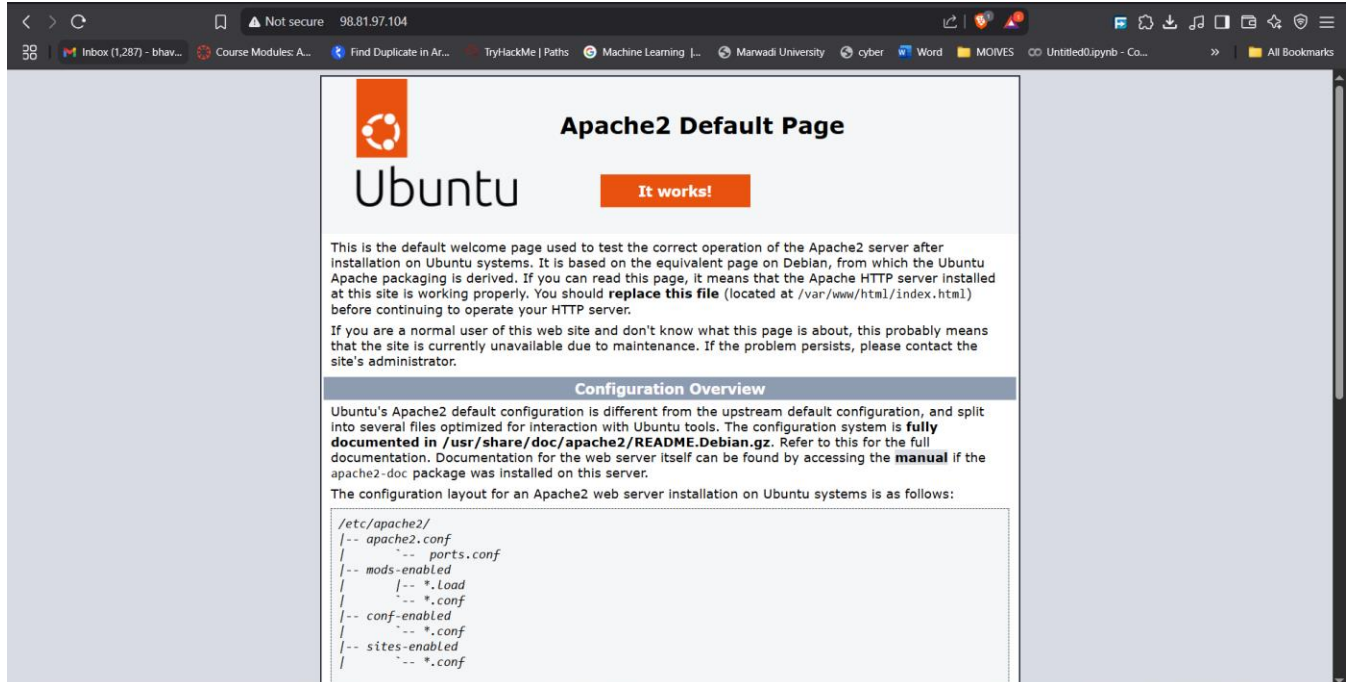 Not secure 98.81.97.104
Inbox (1,287) - bhav... Course Modules: A... Find Duplicate in Ar... TryHackMe | Paths Machine Learning |... Marwadi University cyber Word MOIVES Untitled0.ipynb - Co... » All Bookmarks
Apache2 Default Page
Ubuntu
It works!
This is the default welcome page used to test the correct operation of the Apache2 server after
installation on Ubuntu systems. It is based on the equivalent page on Debian, from which the Ubuntu
Apache packaging is derived. If you can read this page, it means that the Apache HTTP server installed
at this site is working properly. You should replace this file (located at /var/www/html/index.html)
before continuing to operate your HTTP server.
If you are a normal user of this web site and don't know what this page is about, this probably means
that the site is currently unavailable due to maintenance. If the problem persists, please contact the
site's administrator.
Configuration Overview
Ubuntu's Apache2 default configuration is different from the upstream default configuration, and split
into several files optimized for interaction with Ubuntu tools. The configuration system is fully
documented in /usr/share/doc/apache2/README.Debian.gz. Refer to this for the full
documentation. Documentation for the web server itself can be found by accessing the manual if the
apache2-doc package was installed on this server.
The configuration layout for an Apache2 web server installation on Ubuntu systems is as follows:
/etc/apache2/
|-- apache2.conf
|       `--  ports.conf
|-- mods-enabled
|       |-- *.load
|       `-- *.conf
|-- conf-enabled
|       `-- *.conf
|-- sites-enabled
|       `-- *.conf